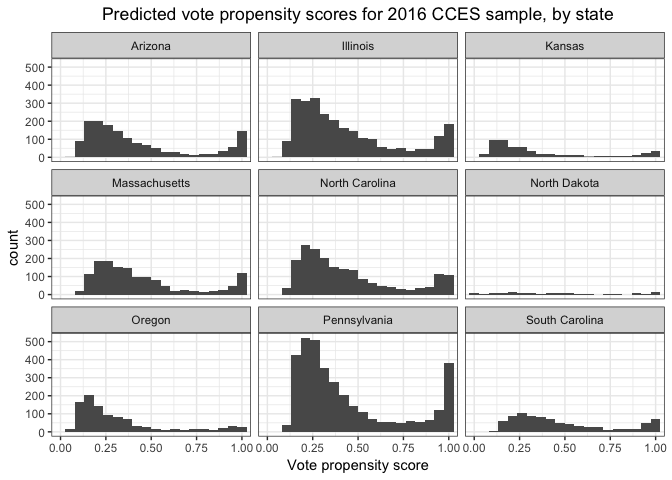 Predicted vote propensity scores for 2016 CCES sample, by state
Arizona Illinois Kansas
500
400
300
200
100
0
Massachusetts North Carolina North Dakota
500
400
300
200
100
0
count
Oregon Pennsylvania South Carolina
500
400
300
200
100
0
0.00 0.25 0.50 0.75 1.00 0.00 0.25 0.50 0.75 1.00 0.00 0.25 0.50 0.75 1.00
Vote propensity score